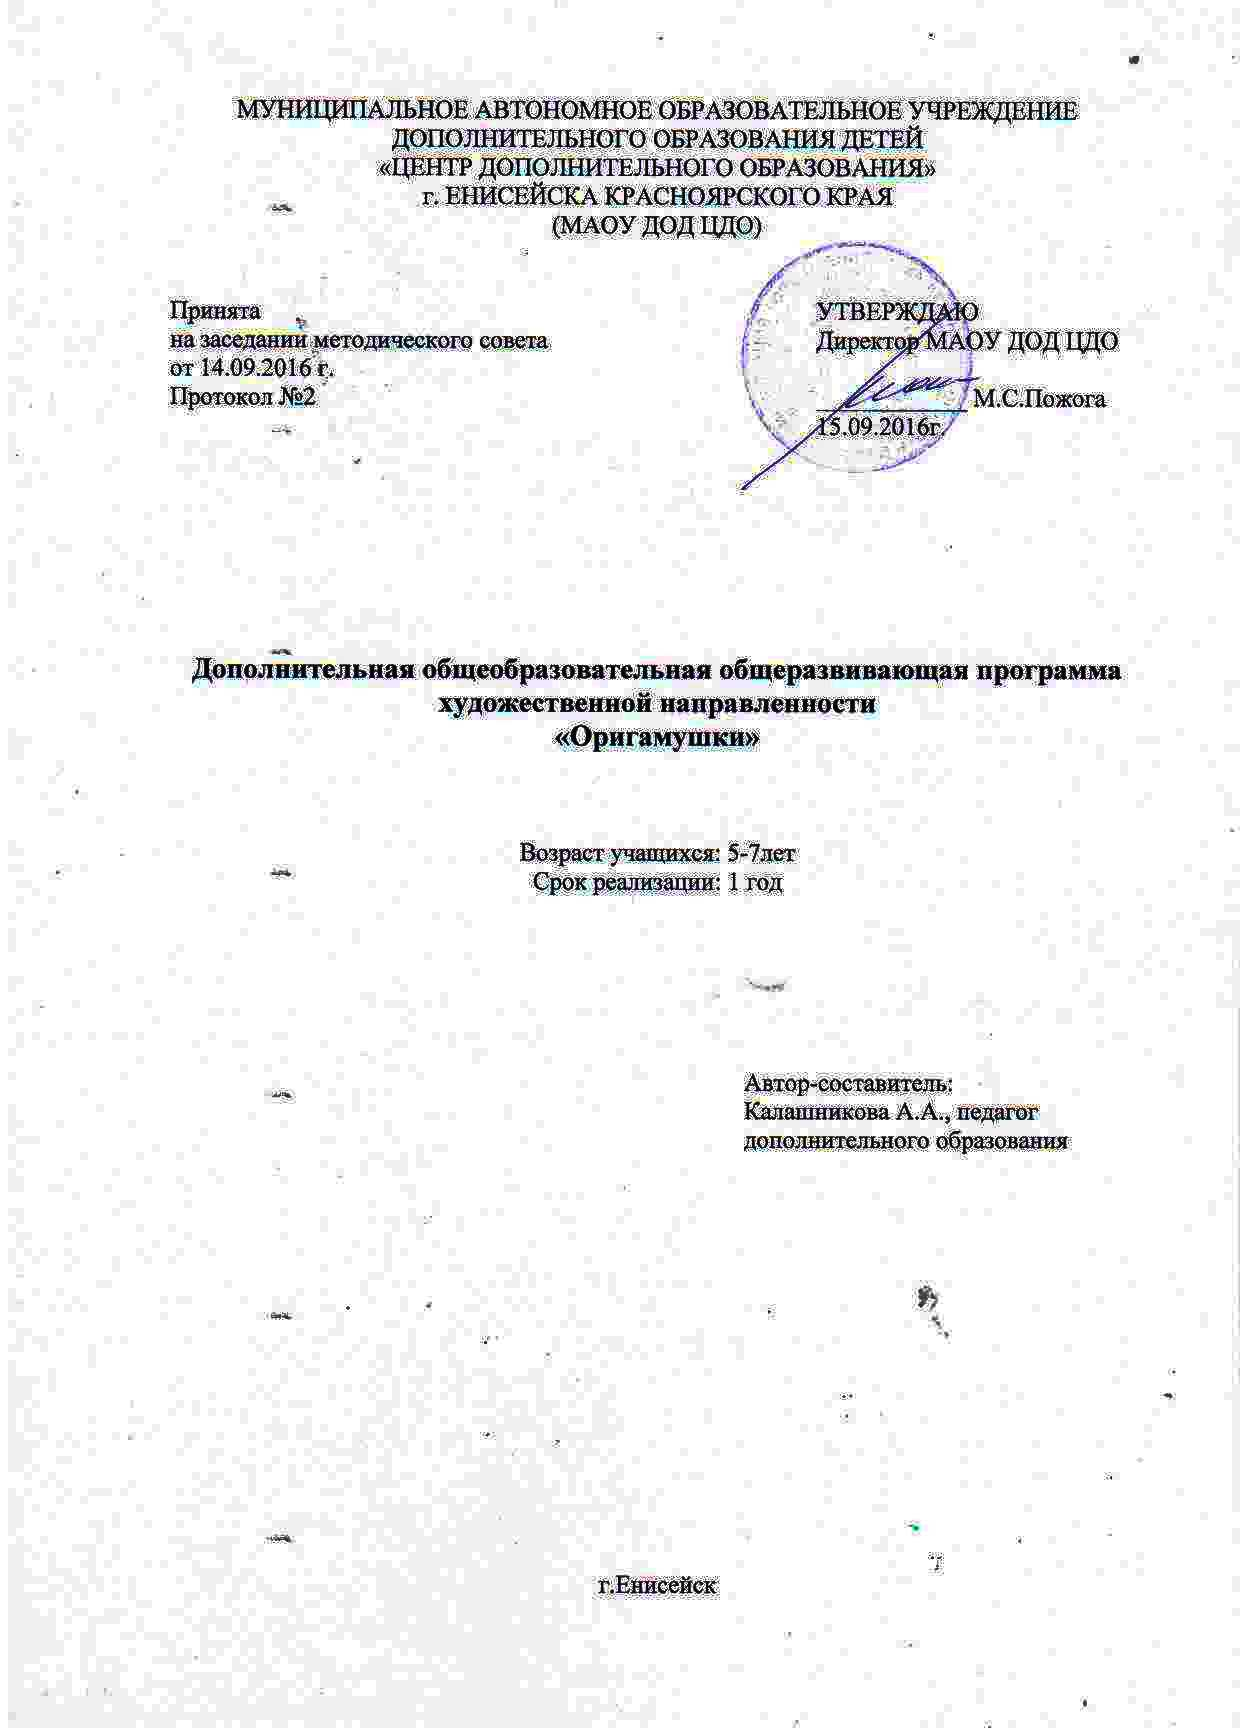 МУНИЦИПАЛЬНОЕ АВТОНОМНОЕ ОБРАЗОВАТЕЛЬНОЕ УЧРЕЖДЕНИЕ
ДОПОЛНИТЕЛЬНОГО ОБРАЗОВАНИЯ ДЕТЕЙ
«ЦЕНТР ДОПОЛНИТЕЛЬНОГО ОБРАЗОВАНИЯ»
г. ЕНИСЕЙСКА КРАСНОЯРСКОГО КРАЯ
(МАОУ ДОД ЦДО)
Принята
на заседании методического совета
от 14.09.2016 г.
Протокол №2
УТВЕРЖДАЮ
Директор МАОУ ДОД ЦДО
М.С.Пожога
15.09.2016г.
Дополнительная общеобразовательная общеразвивающая программа
художественной направленности
«Оригамушки»
Возраст учащихся: 5-7лет
Срок реализации: 1 год
Автор-составитель:
Калашникова А.А., педагог
дополнительного образования
г.Енисейск